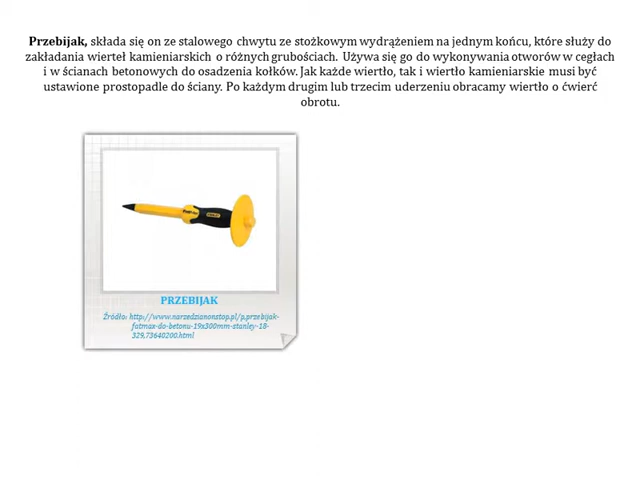 Przebijak, składa się on ze stalowego chwytu ze stożkowym wydrążeniem na jednym końcu, które służy do
zakładania wierteł kamieniarskich o różnych grubościach. Używa się go do wykonywania otworów w cegłach
i w ścianach betonowych do osadzenia kołków. Jak każde wiertło, tak i wiertło kamieniarskie musi być
ustawione prostopadle do ściany. Po każdym drugim lub trzecim uderzeniu obracamy wiertło o ćwierć
obrotu.
PRZEBIJAK
Źródło: http://www.narzedzianonstop.pl/p,przebijak-
fatmax-do-betonu-19x300mm-stanley-18-
329,73640200.html